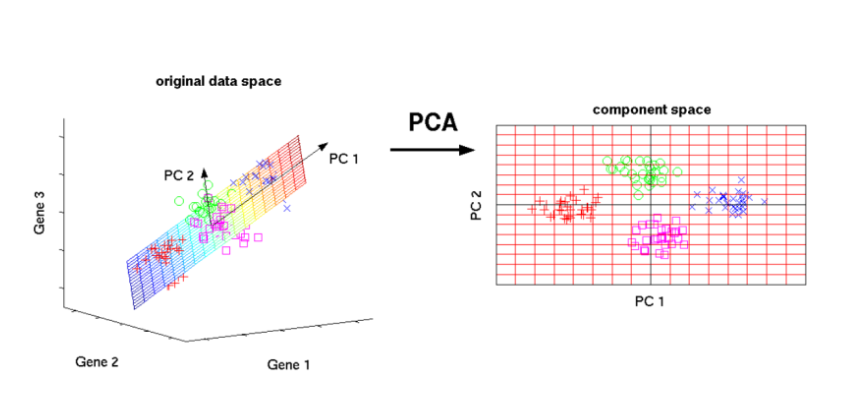 original data space
PCA
component space
PC 1
PC 2
Gene 3
PC 2
Gene 2
Gene 1
PC 1